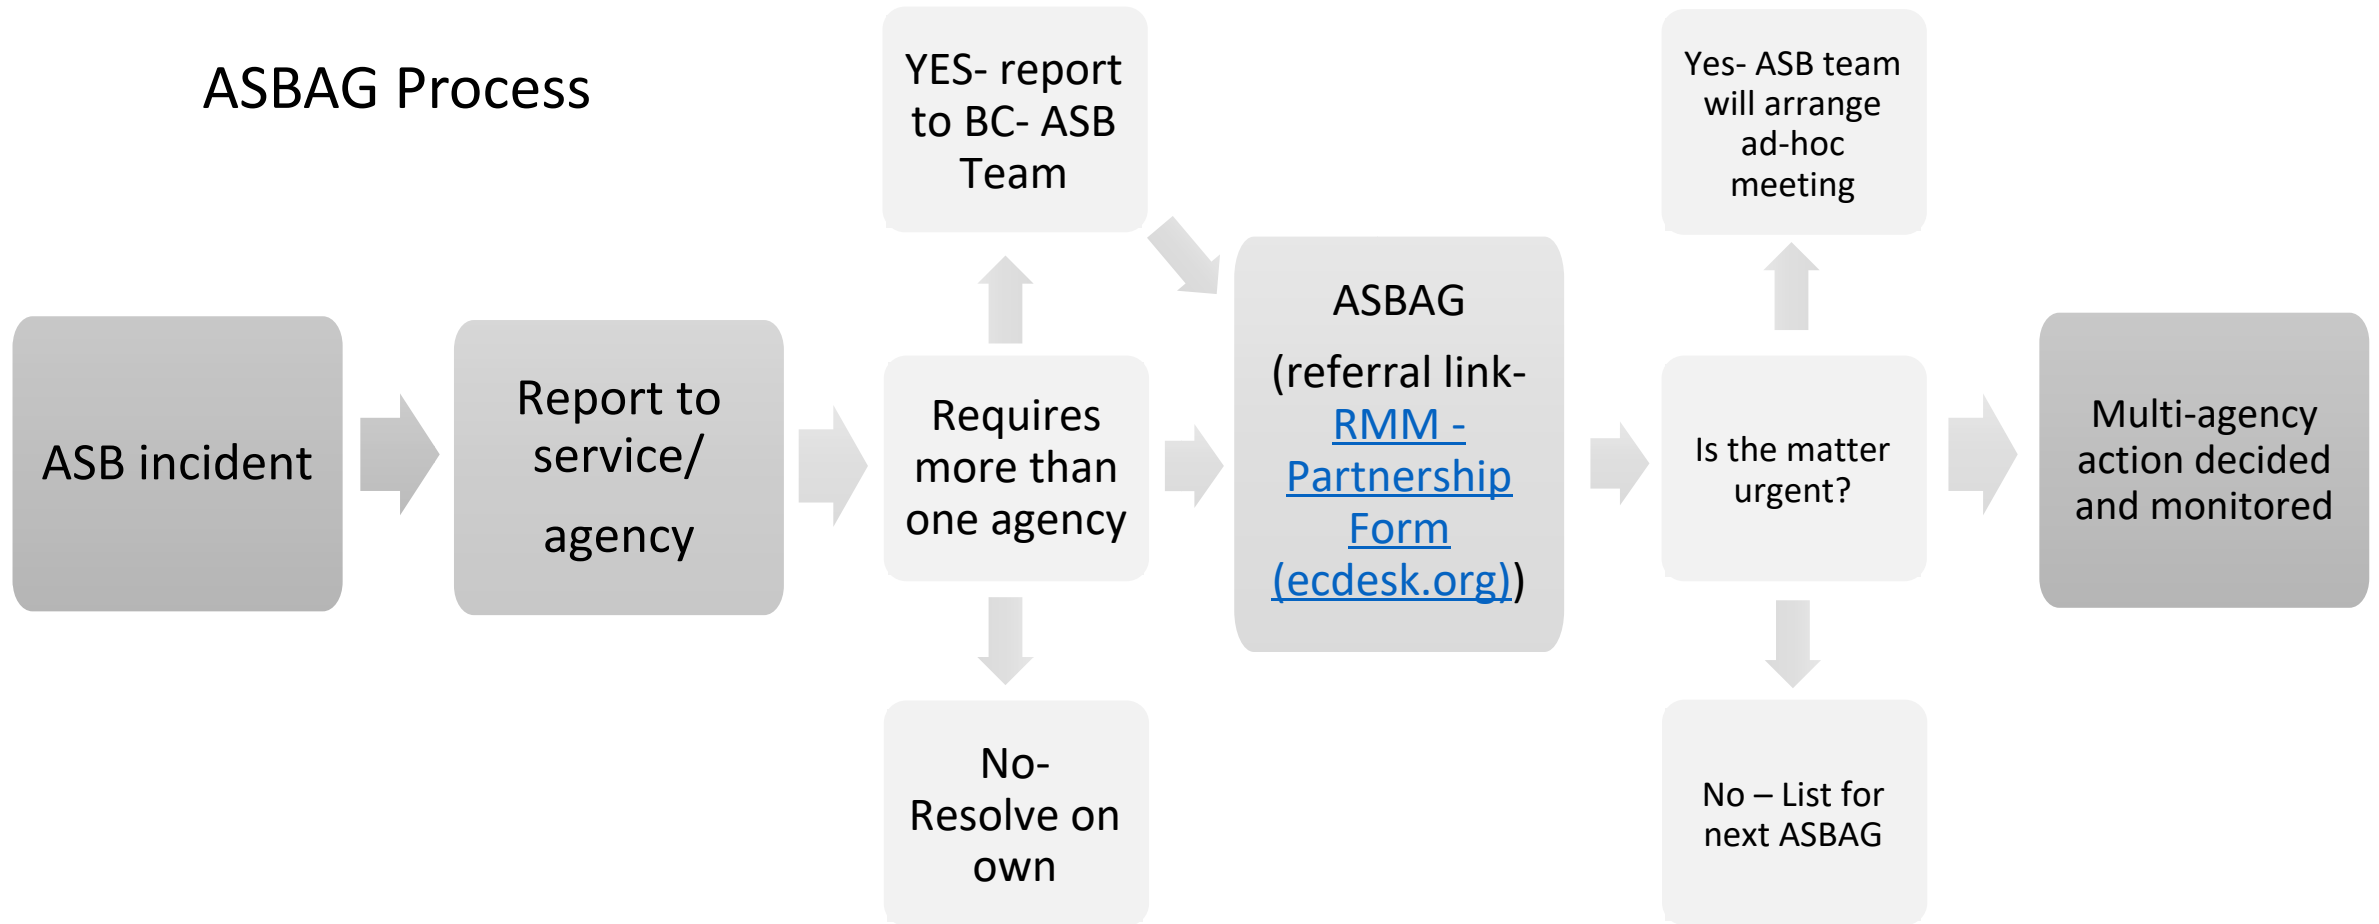 ASBAG Process
ASB incident
Report to
service/
agency
YES- report
to BC- ASB
Team
Requires
more than
one agency
No-
Resolve on
own
ASBAG
(referral link-
RMM -
Partnership
Form
(ecdesk.org))
Yes- ASB team
will arrange
ad-hoc
meeting
Is the matter
urgent?
No – List for
next ASBAG
Multi-agency
action decided
and monitored